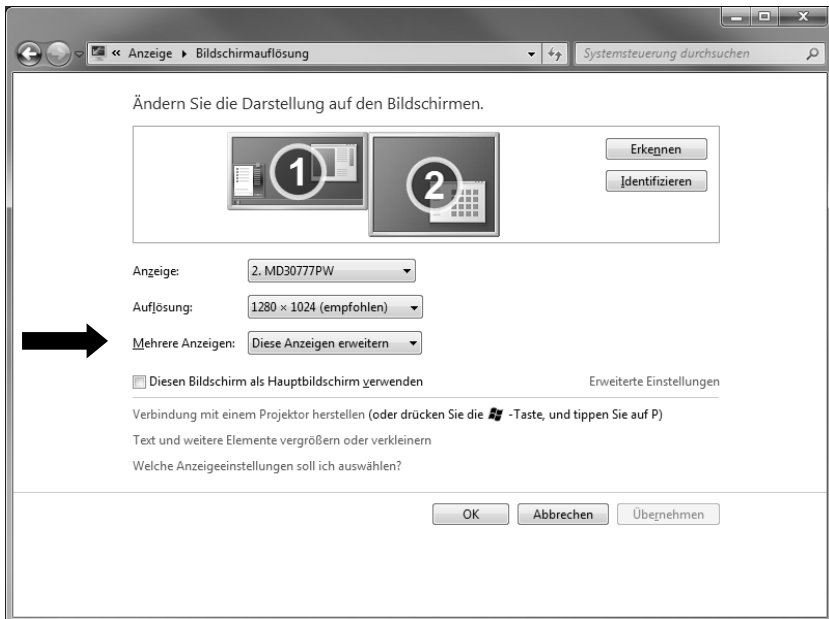 « Anzeige ▸ Bildschirmauflösung
Systemsteuerung durchsuchen
Ändern Sie die Darstellung auf den Bildschirmen.
1
2
Erkennen
Identifizieren
Anzeige: 2. MD30777PW
Auflösung: 1280 × 1024 (empfohlen)
Mehrere Anzeigen: Diese Anzeigen erweitern
Diesen Bildschirm als Hauptbildschirm verwenden Erweiterte Einstellungen
Verbindung mit einem Projektor herstellen (oder drücken Sie die -Taste, und tippen Sie auf P)
Text und weitere Elemente vergrößern oder verkleinern
Welche Anzeigeeinstellungen soll ich auswählen?
OK Abbrechen Übernehmen